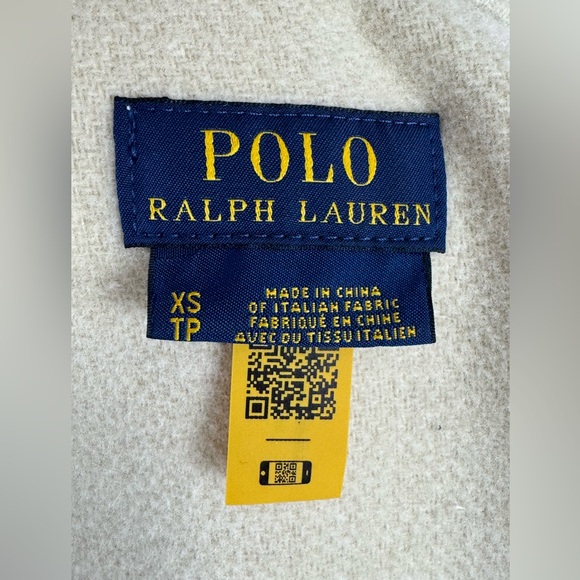 POLO
RALPH LAUREN
XS
TP
MADE IN CHINA
OF ITALIAN FABRIC
FABRIQUÉ EN CHINE
AVEC DU TISSU ITALIEN